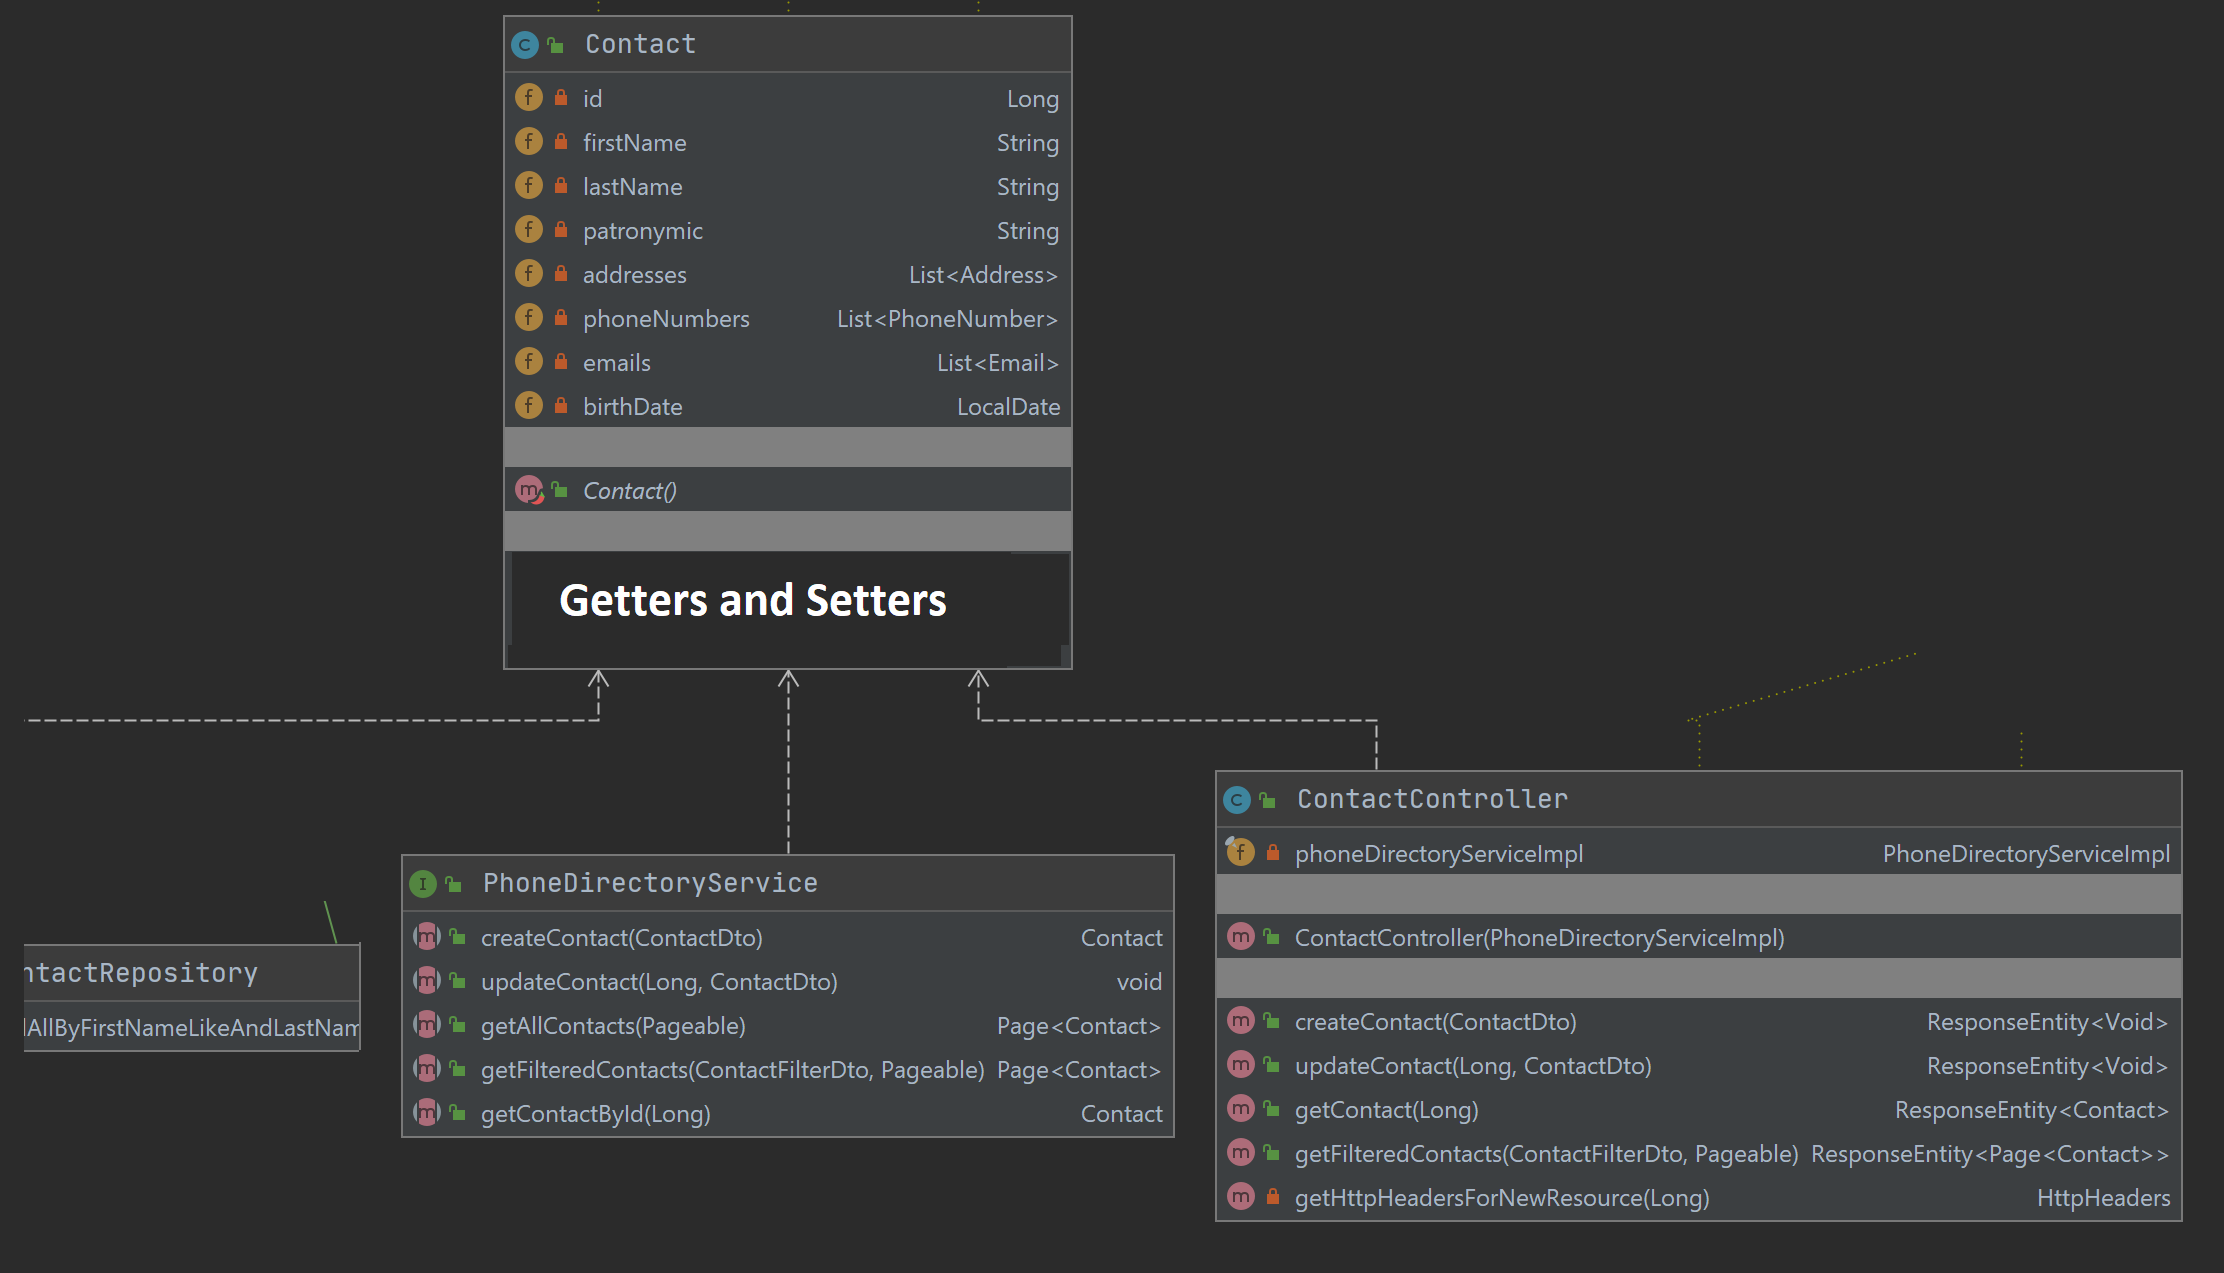 Contact
id Long
firstName String
lastName String
patronymic String
addresses List<Address>
phoneNumbers List<PhoneNumber>
emails List<Email>
birthDate LocalDate
Contact()
Getters and Setters
ntactRepository
AllByFirstNameLikeAndLastNam
PhoneDirectoryService
createContact(ContactDto) Contact
updateContact(Long, ContactDto) void
getAllContacts(Pageable) Page<Contact>
getFilteredContacts(ContactFilterDto, Pageable) Page<Contact>
getContactById(Long) Contact
ContactController
phoneDirectoryServiceImpl PhoneDirectoryServiceImpl
ContactController(PhoneDirectoryServiceImpl)
createContact(ContactDto) ResponseEntity<Void>
updateContact(Long, ContactDto) ResponseEntity<Void>
getContact(Long) ResponseEntity<Contact>
getFilteredContacts(ContactFilterDto, Pageable) ResponseEntity<Page<Contact>>
getHttpHeadersForNewResource(Long) HttpHeaders